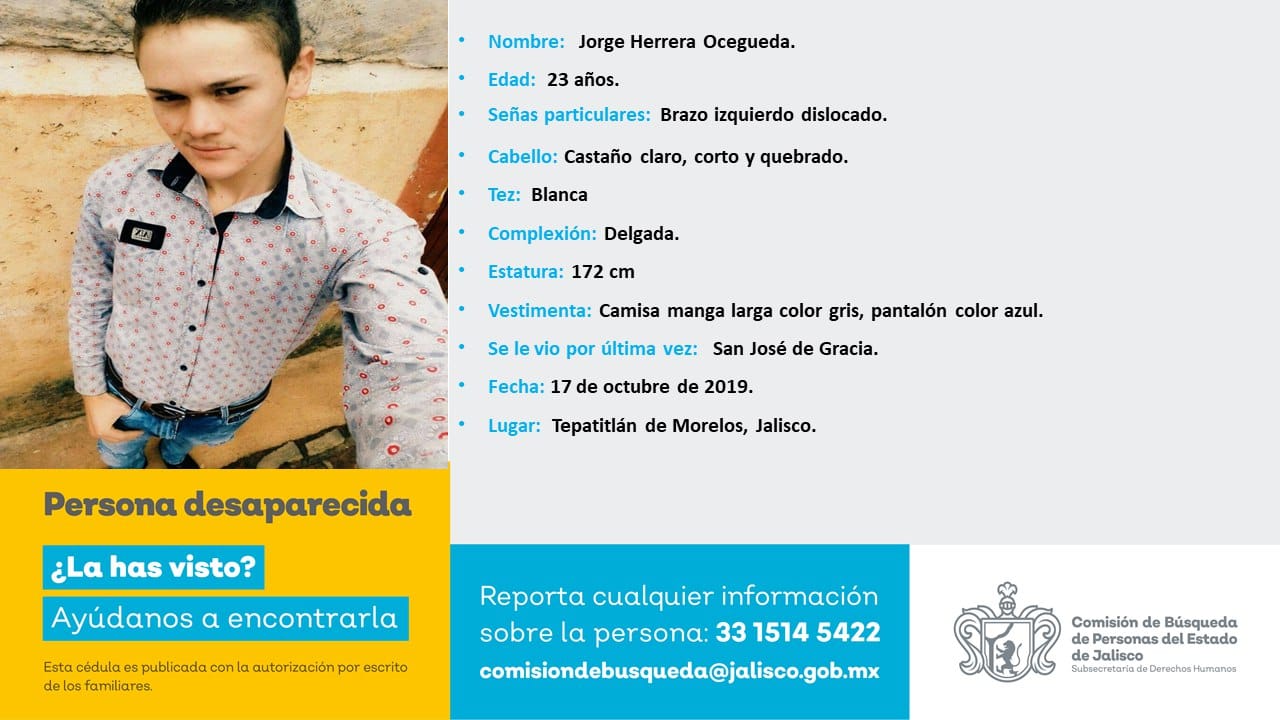 Nombre: Jorge Herrera Ocegueda.
Edad: 23 años.
Señas particulares: Brazo izquierdo dislocado.
Cabello: Castaño claro, corto y quebrado.
Tez: Blanca
Complexión: Delgada.
Estatura: 172 cm
Vestimenta: Camisa manga larga color gris, pantalón color azul.
Se le vio por última vez: San José de Gracia.
Fecha: 17 de octubre de 2019.
Lugar: Tepatitlán de Morelos, Jalisco.
Persona desaparecida
¿La has visto?
Ayúdanos a encontrarla
Esta cédula es publicada con la autorización por escrito
de los familiares.
Reporta cualquier información
sobre la persona: 33 1514 5422
comisiondebusqueda@jalisco.gob.mx
Comisión de Búsqueda
de Personas del Estado
de Jalisco
Subsecretaría de Derechos Humanos